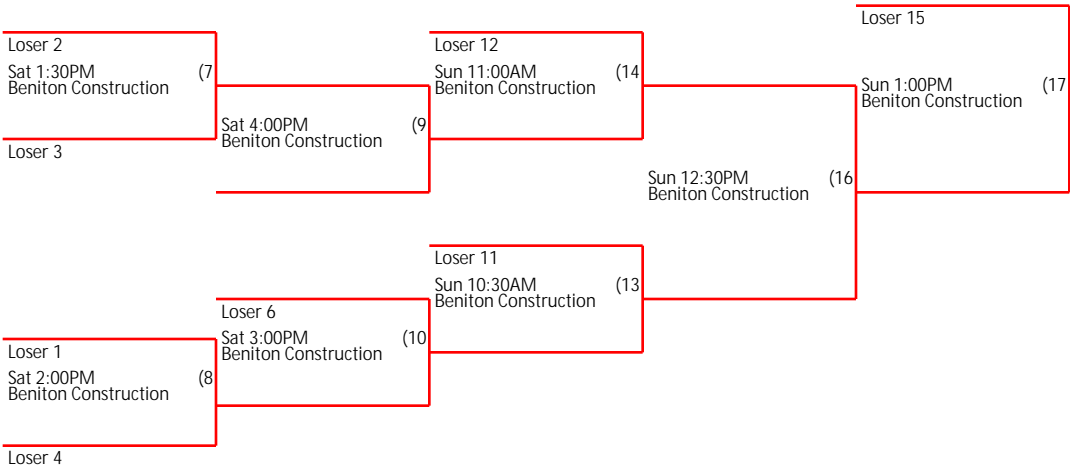 Loser 15
Loser 2
Loser 12
Sat 1:30PM (7
Beniton Construction
Sun 11:00AM (14
Beniton Construction
Sun 1:00PM (17
Beniton Construction
Sat 4:00PM (9
Beniton Construction
Loser 3
Sun 12:30PM (16
Beniton Construction
Loser 11
Sun 10:30AM (13
Beniton Construction
Loser 6
Sat 3:00PM (10
Beniton Construction
Loser 1
Sat 2:00PM (8
Beniton Construction
Loser 4